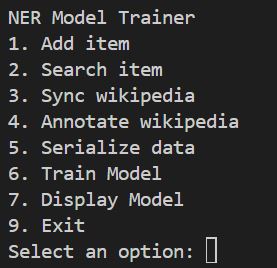 NER Model Trainer
1. Add item
2. Search item
3. Sync wikipedia
4. Annotate wikipedia
5. Serialize data
6. Train Model
7. Display Model
9. Exit
Select an option: